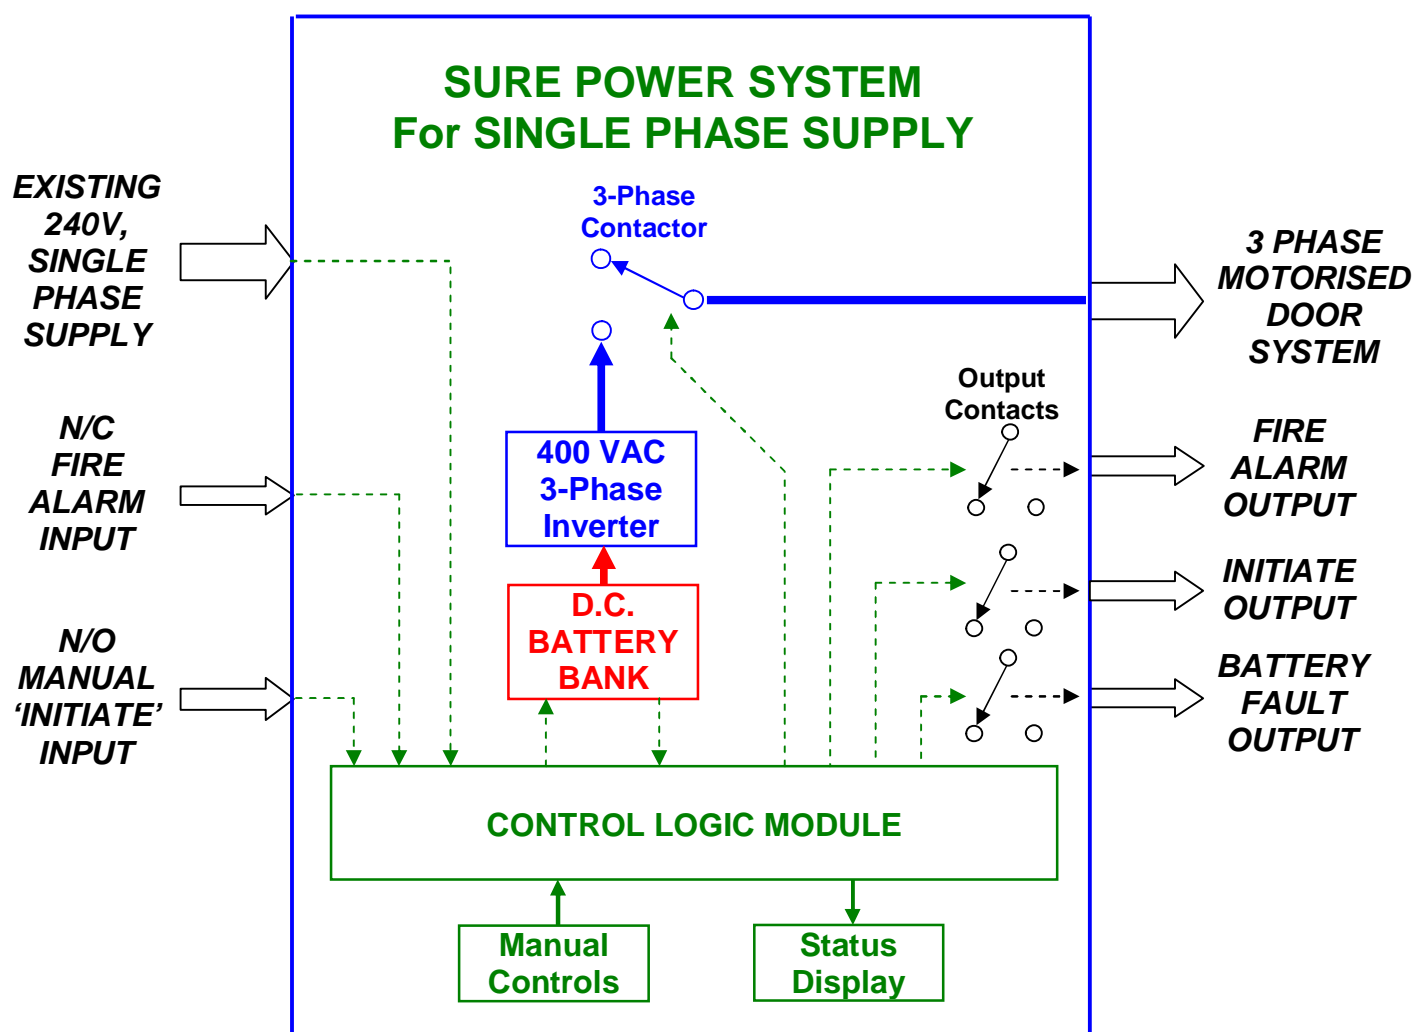 SURE POWER SYSTEM
For SINGLE PHASE SUPPLY
EXISTING
240V,
SINGLE
PHASE
SUPPLY
N/C
FIRE
ALARM
INPUT
N/O
MANUAL
‘INITIATE’
INPUT
3-Phase
Contactor
400 VAC
3-Phase
Inverter
D.C.
BATTERY
BANK
Output
Contacts
CONTROL LOGIC MODULE
Manual
Controls
Status
Display
3 PHASE
MOTORISED
DOOR
SYSTEM
FIRE
ALARM
OUTPUT
INITIATE
OUTPUT
BATTERY
FAULT
OUTPUT